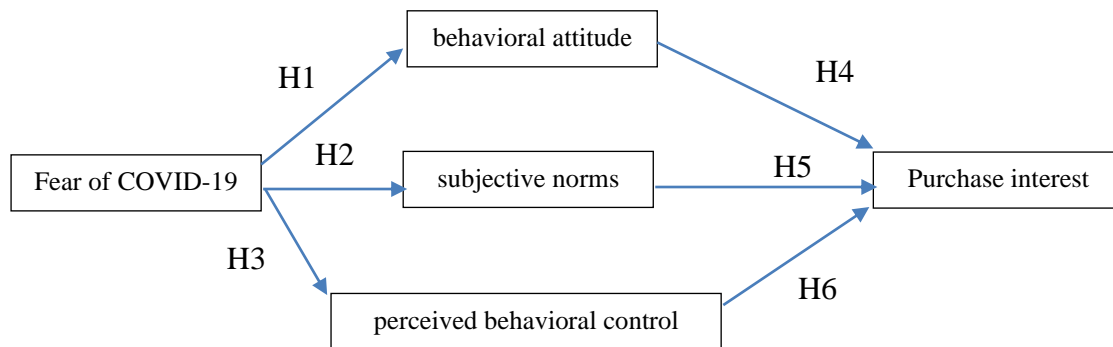 behavioral attitude
H1
H4
H2
H5
Fear of COVID-19
subjective norms
Purchase interest
H3
H6
perceived behavioral control